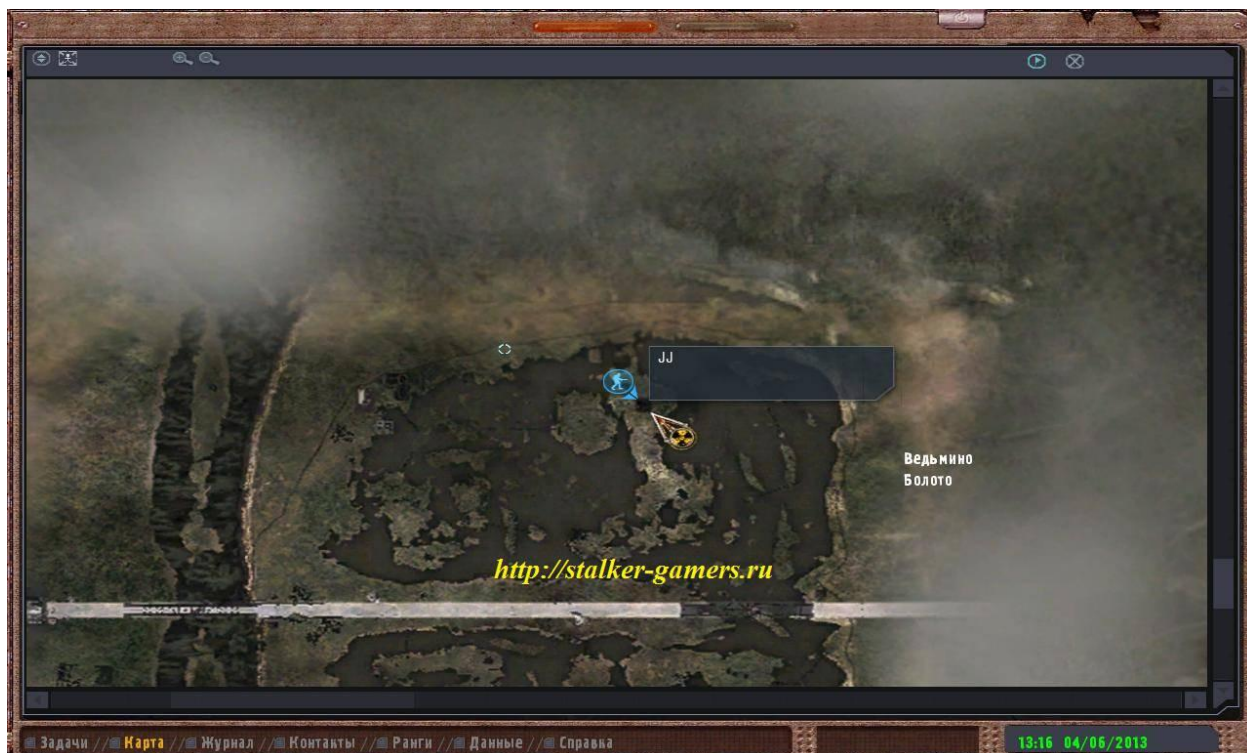 JJ
Ведьмино
Болото
http://stalker-gamers.ru
Задачи // Карта // Журнал // Контакты // Ранги // Данные // Справка
13:16 04/06/2013